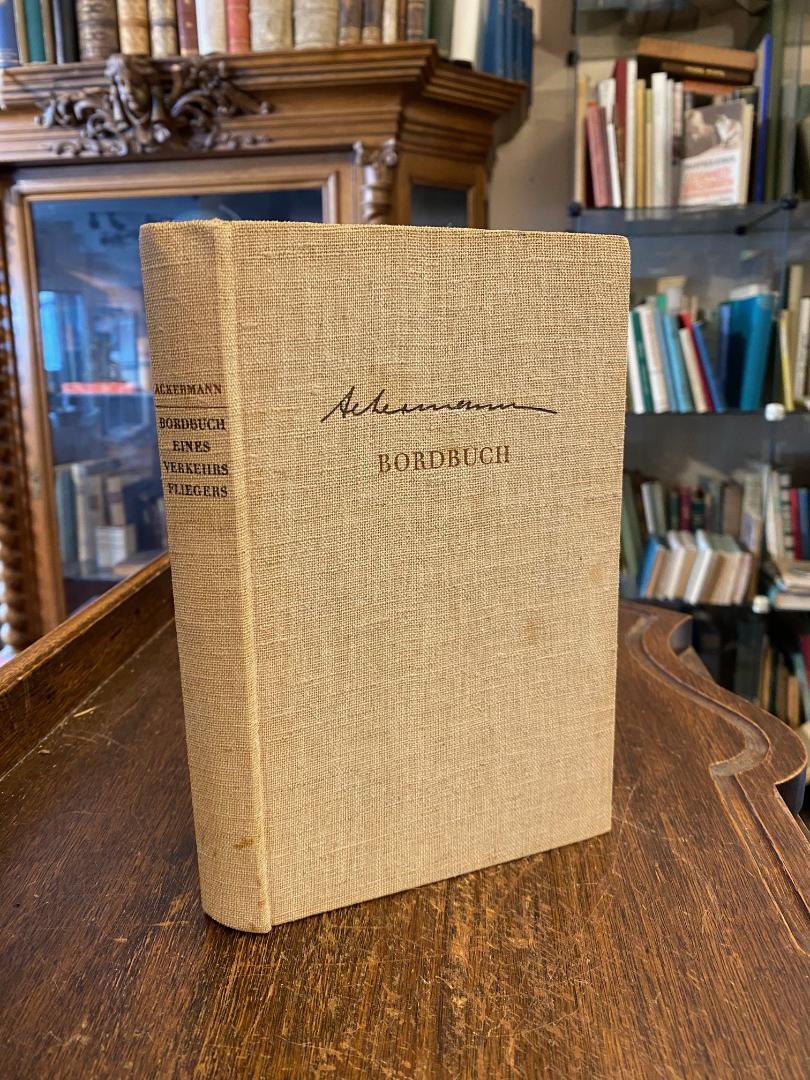 ACKERMANN
BORDBUCH
EINES
VERKEHRS
FLIEGERS
Ackermann
BORDBUCH